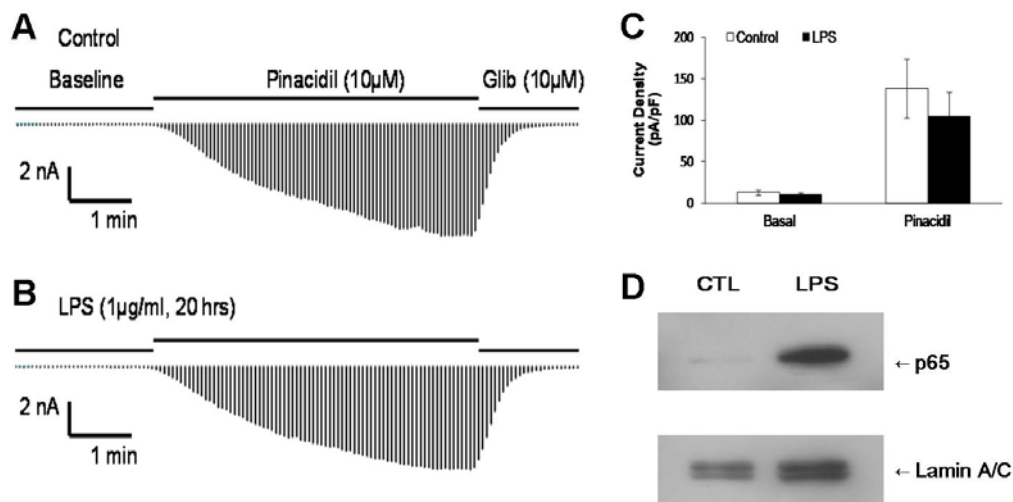 A
Control
Baseline Pinacidil (10µM) Glib (10µM)
2 nA
1 min
B
LPS (1µg/ml, 20 hrs)
2 nA
1 min
C
Control LPS
Current Density
(pA/pF)
200
150
100
50
0
Basal Pinacidil
D
CTL LPS
← p65
← Lamin A/C